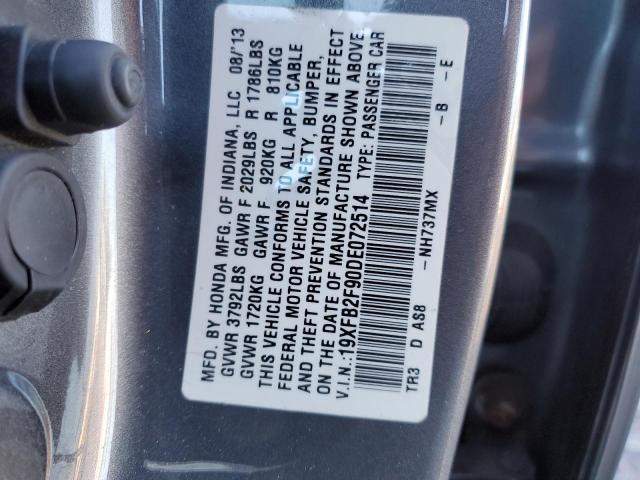 MFD. BY HONDA MFG. OF INDIANA, LLC 08/'13
GVWR 3792LBS GAWR F 2029LBS R 1786LBS
GVWR 1720KG GAWR F 920KG R 810KG
THIS VEHICLE CONFORMS TO ALL APPLICABLE
FEDERAL MOTOR VEHICLE SAFETY, BUMPER,
AND THEFT PREVENTION STANDARDS IN EFFECT
ON THE DATE OF MANUFACTURE SHOWN ABOVE.
V.I.N.:19XFB2F90DE072514 TYPE: PASSENGER CAR
TR3 D AS8 -NH737MX -B -E